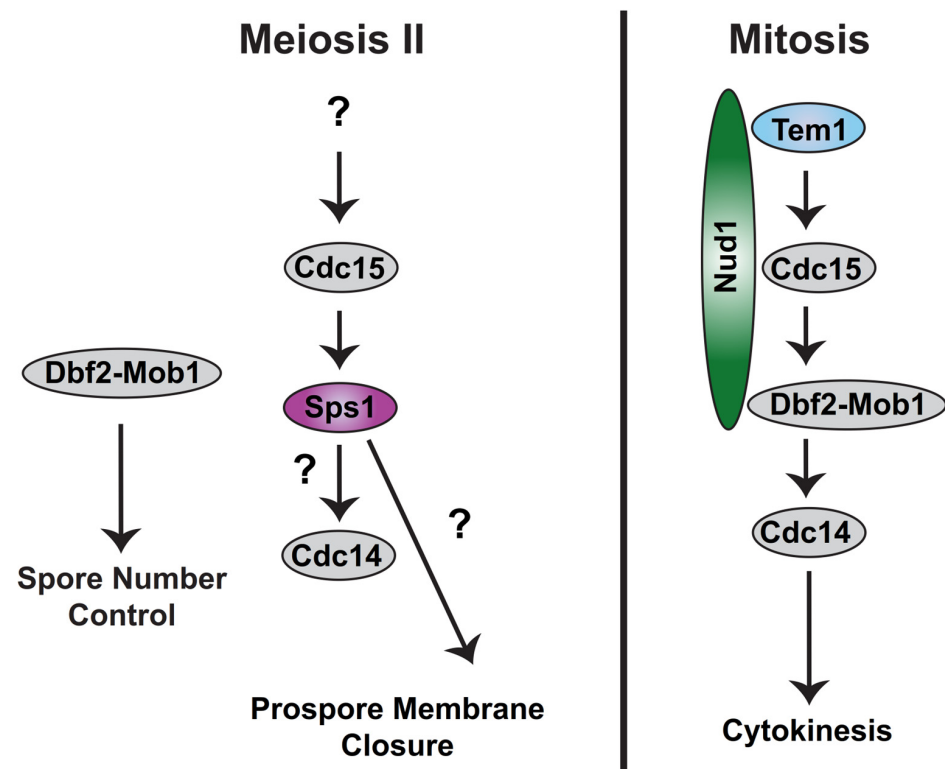 Meiosis II
?
Cdc15
Dbf2-Mob1
Sps1
?
?
Cdc14
Spore Number
Control
Prospore Membrane
Closure
Mitosis
Tem1
Nud1
Cdc15
Dbf2-Mob1
Cdc14
Cytokinesis